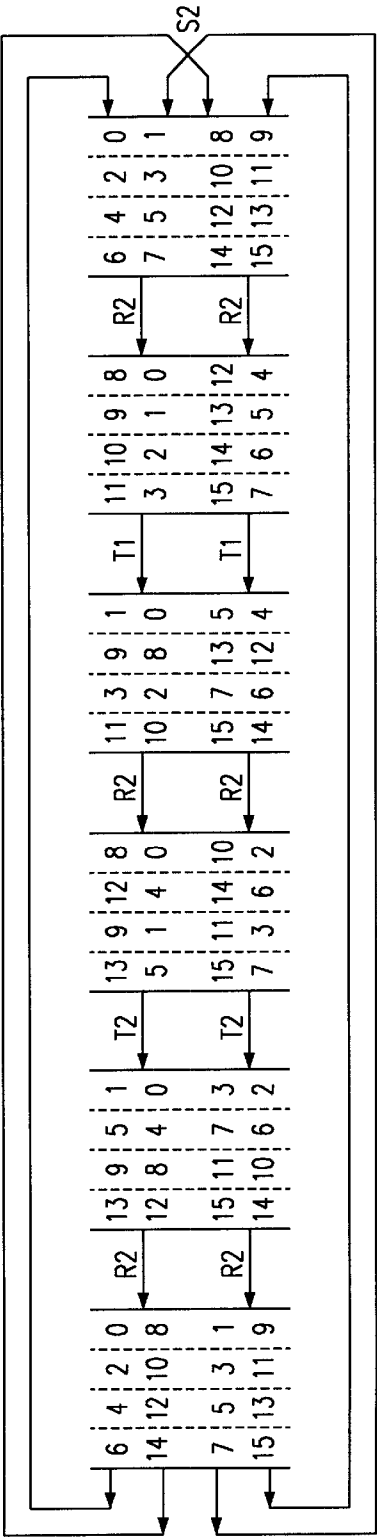 6 4 2 0 13 9 5 1 13 9 12 8 11 3 9 1 11 10 9 8 6 4 2 0
R2 T2 R2 T1 R2
14 12 10 8 12 8 4 0 5 1 4 0 10 2 8 0 3 2 1 0 7 5 3 1
S2
7 5 3 1 15 11 7 3 15 11 14 10 15 7 13 5 15 14 13 12 14 12 10 8
R2 T2 R2 T1 R2
15 13 11 9 14 10 6 2 7 3 6 2 14 6 12 4 7 6 5 4 15 13 11 9